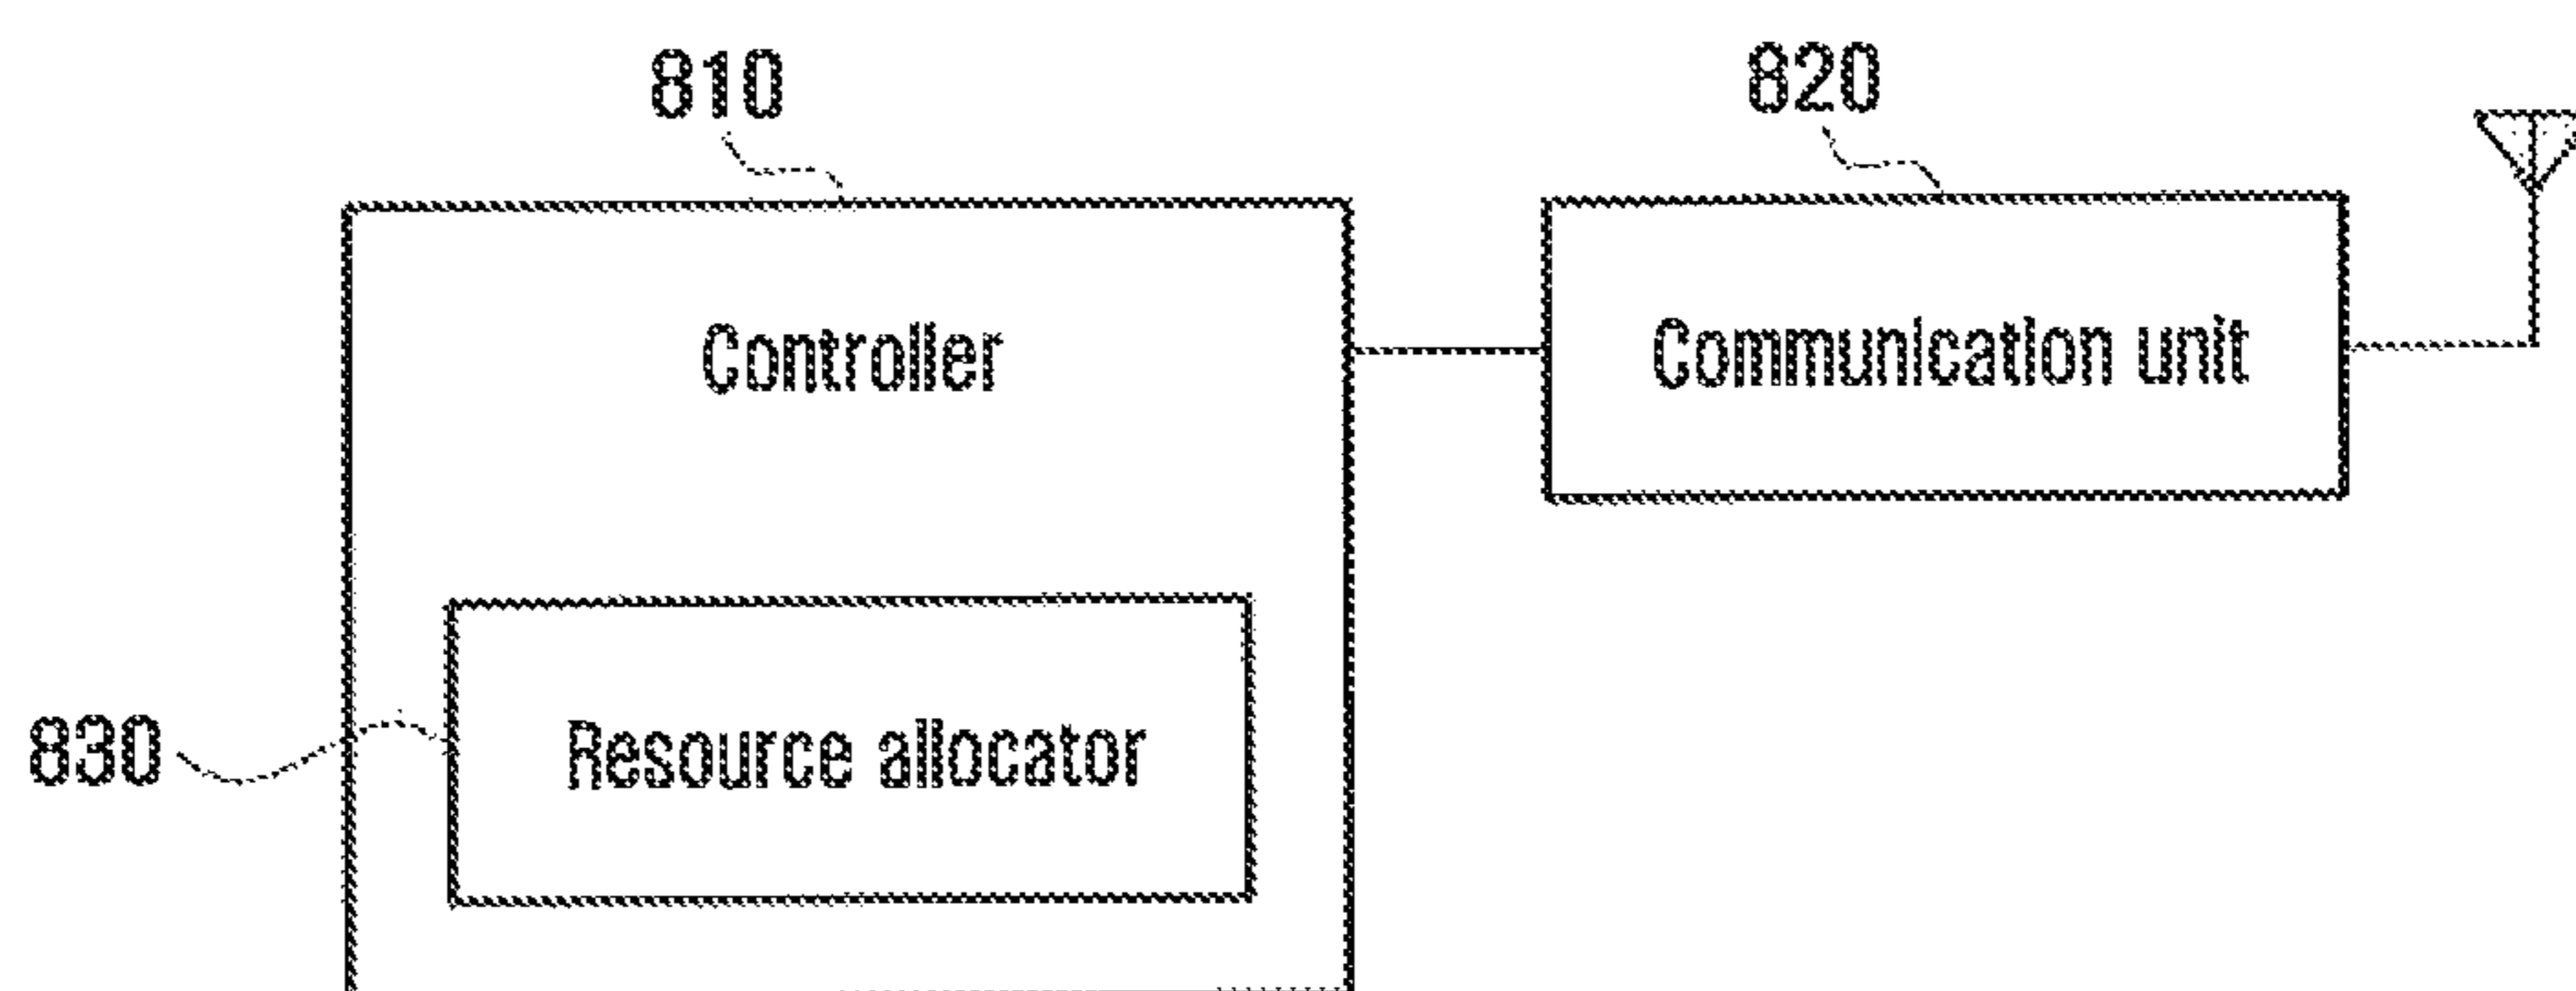 810
820
Controller
Communication unit
830
Resource allocator